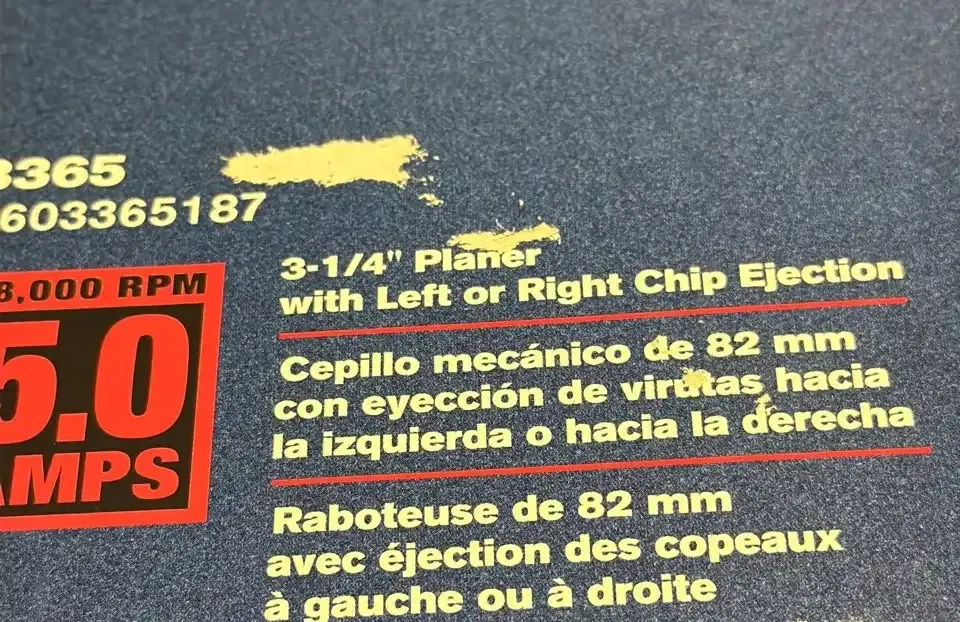 3365
603365187
8,000 RPM
5.0
AMPS
3-1/4" Planer
with Left or Right Chip Ejection
Cepillo mecánico de 82 mm
con eyección de virutas hacia
la izquierda o hacia la derecha
Raboteuse de 82 mm
avec éjection des copeaux
à gauche ou à droite